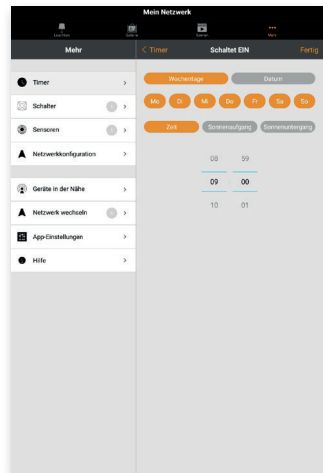 Mein Netzwerk
Leuchten
Galerie
Szenen
Mehr
Mehr
Timer
Schalter
Sensoren
Netzwerkkonfiguration
Geräte in der Nähe
Netzwerk wechseln
App-Einstellungen
Hilfe
< Timer Schaltet EIN Fertig
Wochentage Datum
Mo Di Mi Do Fr Sa So
Zeit Sonnenaufgang Sonnenuntergang
08 59
09 00
10 01